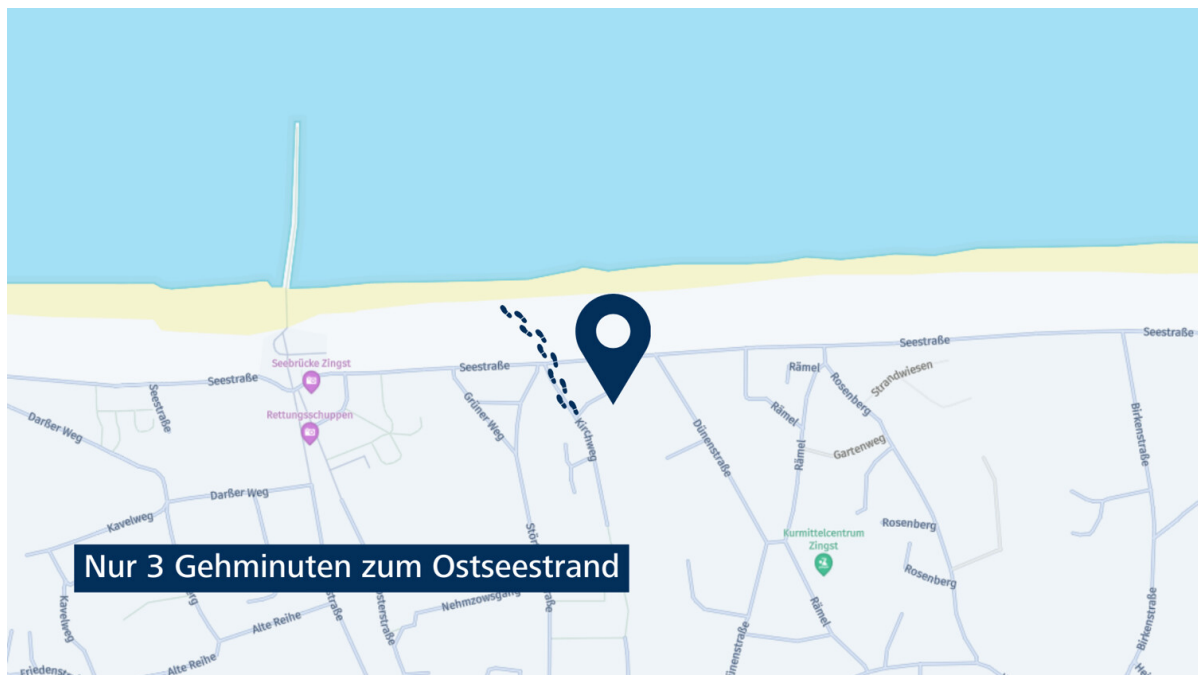 Seestraße
Seestraße
Seestraße
Seebrücke Zingst
Seestraße
Rämel
Rosenberg
Strandwiesen
Seestraße
Grüner Weg
Rettungsschuppen
Darßer Weg
Kirchweg
Dünenstraße
Rämel
Rämel
Gartenweg
Birkenstraße
Darßer Weg
Kavelweg
Rosenberg
Kurmittelcentrum
Zingst
Nur 3 Gehminuten zum Ostseestrand
Rosenberg
Kavelweg
Nehmzowsgang
Alte Reihe
Rämel
Birkenstraße
Alte Reihe